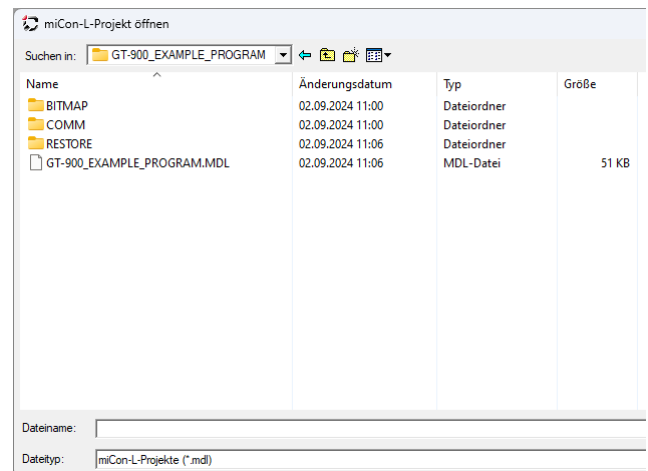 miCon-L-Projekt öffnen
Suchen in: GT-900_EXAMPLE_PROGRAM
Name Änderungsdatum Typ Größe
BITMAP 02.09.2024 11:00 Dateiordner
COMM 02.09.2024 11:00 Dateiordner
RESTORE 02.09.2024 11:06 Dateiordner
GT-900_EXAMPLE_PROGRAM.MDL 02.09.2024 11:06 MDL-Datei 51 KB
Dateiname:
Dateityp: miCon-L-Projekte (*.mdl)